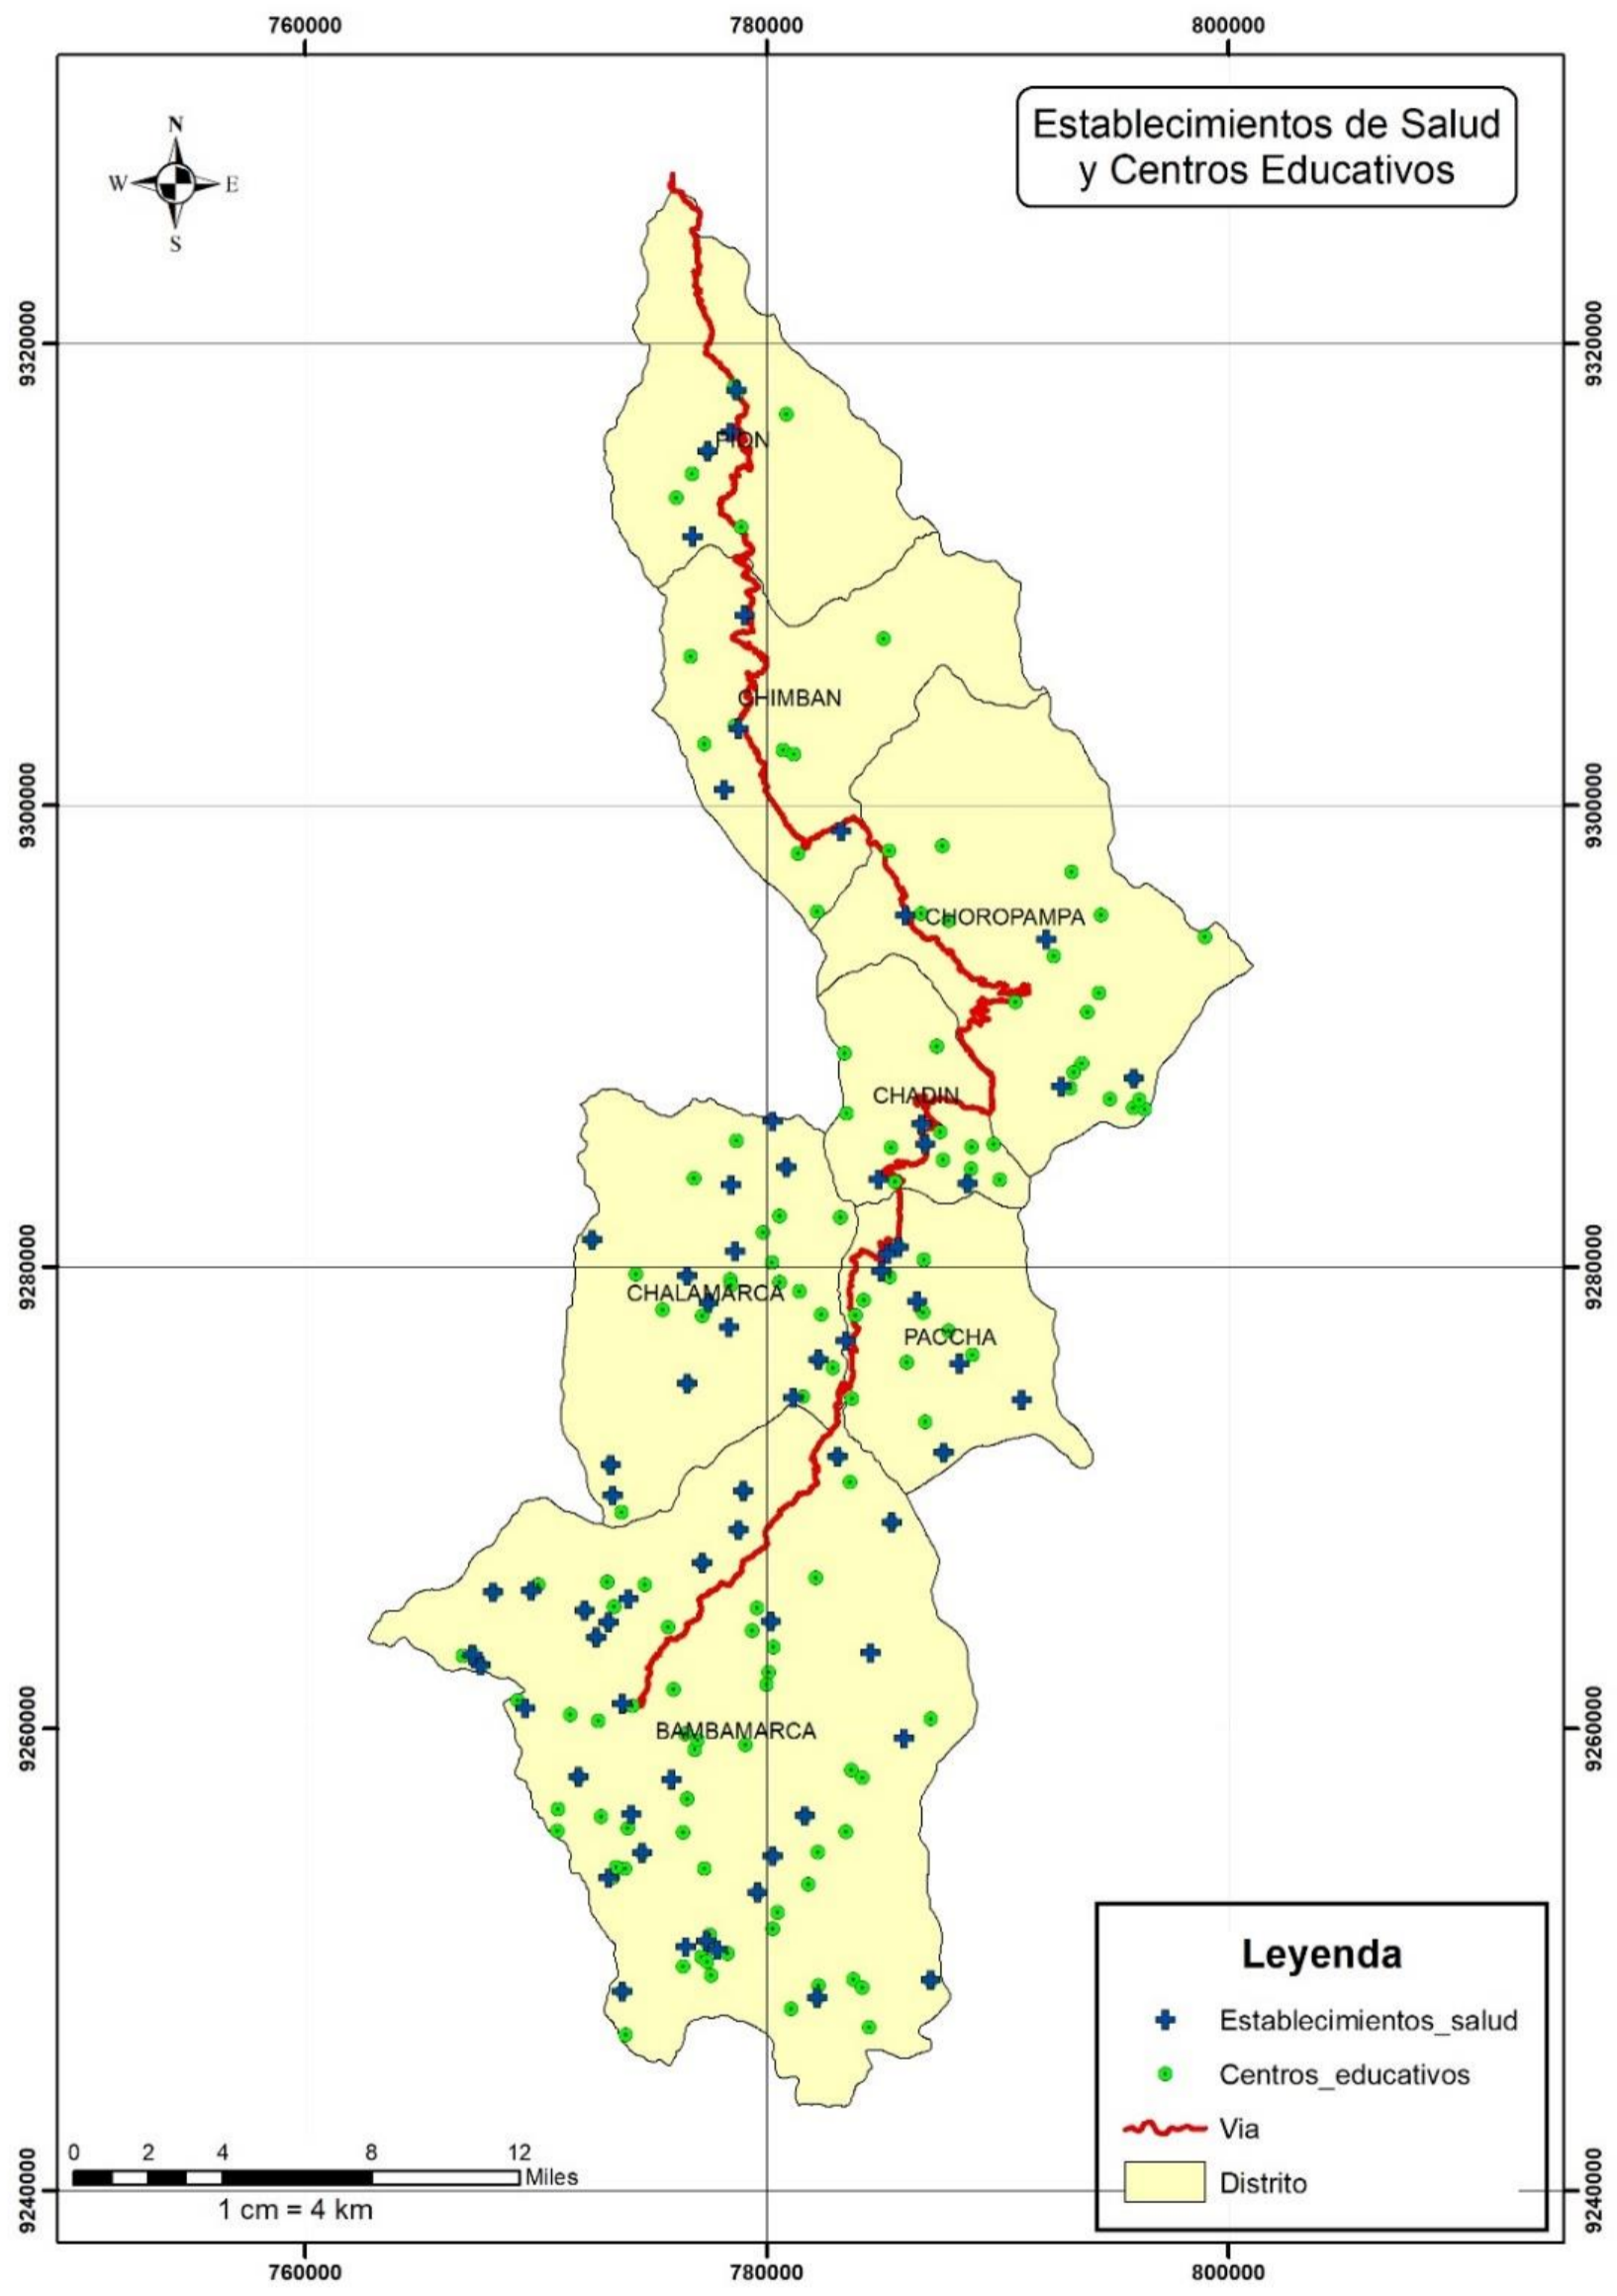 760000 780000 800000
Establecimientos de Salud
y Centros Educativos
N
W E
S
9320000 9320000
PION
CHIMBAN
9300000 9300000
CHOROPAMPA
CHADIN
9280000 9280000
CHALAMARCA
PACCHA
9260000 9260000
BAMBAMARCA
Leyenda
Establecimientos_salud
Centros_educativos
Via
Distrito
0 2 4 8 12
Miles
1 cm = 4 km
9240000 9240000
760000 780000 800000